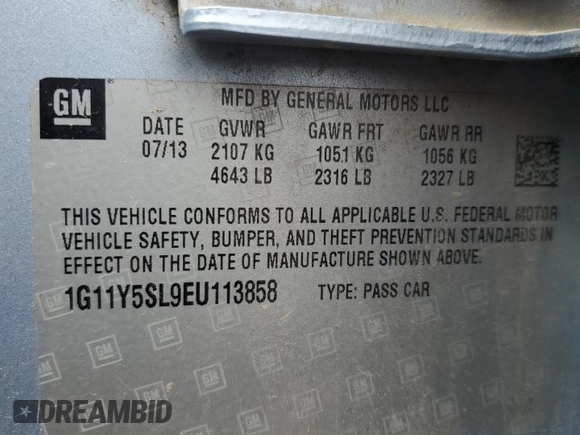 GM
MFD BY GENERAL MOTORS LLC
DATE GVWR GAWR FRT GAWR RR
07/13 2107 KG 1051 KG 1056 KG
4643 LB 2316 LB 2327 LB
THIS VEHICLE CONFORMS TO ALL APPLICABLE U.S. FEDERAL MOTOR
VEHICLE SAFETY, BUMPER, AND THEFT PREVENTION STANDARDS IN
EFFECT ON THE DATE OF MANUFACTURE SHOWN ABOVE.
1G11Y5SL9EU113858 TYPE: PASS CAR
DREAMBID